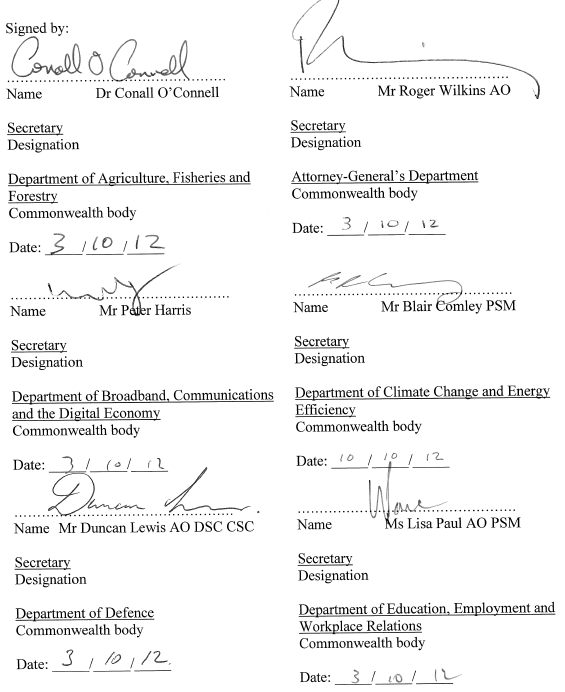 Signed by:
Conall O'Connell
Name Dr Conall O'Connell
Secretary
Designation
Department of Agriculture, Fisheries and
Forestry
Commonwealth body
Date: 3 / 10 / 12
Name Mr Roger Wilkins AO
Secretary
Designation
Attorney-General's Department
Commonwealth body
Date: 3 / 10 / 12
Name Mr Peter Harris
Secretary
Designation
Department of Broadband, Communications
and the Digital Economy
Commonwealth body
Date: 3 / 10 / 12
Name Mr Blair Comley PSM
Secretary
Designation
Department of Climate Change and Energy
Efficiency
Commonwealth body
Date: 10 / 10 / 12
Duncan
Name Mr Duncan Lewis AO DSC CSC
Secretary
Designation
Department of Defence
Commonwealth body
Date: 3 / 10 / 12.
Name Ms Lisa Paul AO PSM
Secretary
Designation
Department of Education, Employment and
Workplace Relations
Commonwealth body
Date: 3 / 10 / 12